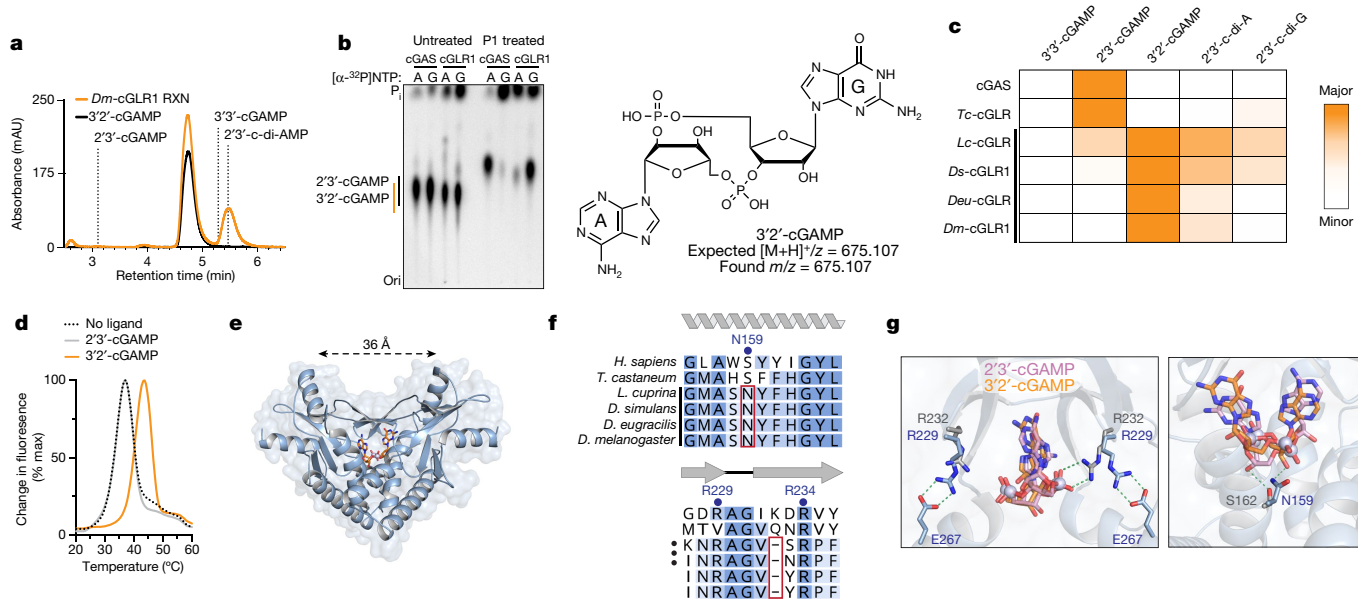 a
250
175
0
Absorbance (mAU)
Dm-cGLR1 RXN
3′2′-cGAMP
2′3′-cGAMP
3′3′-cGAMP
2′3′-c-di-AMP
3 4 5 6
Retention time (min)
b
Untreated P1 treated
cGAS cGLR1 cGAS cGLR1
[α-³²P]NTP: A G A G A G A G
Pi
2′3′-cGAMP
3′2′-cGAMP
Ori
O
N
NH
G
N
N
NH₂
O
HO–P
O
O
OH
O
O
O
P
O
OH
O
OH
N
N
A
N
N
N
NH₂
3′2′-cGAMP
Expected [M+H]⁺/z = 675.107
Found m/z = 675.107
c
3′3′-cGAMP
2′3′-cGAMP
3′2′-cGAMP
2′3′-c-di-A
2′3′-c-di-G
cGAS
Tc-cGLR
Lc-cGLR
Ds-cGLR1
Deu-cGLR
Dm-cGLR1
Major
Minor
d
No ligand
2′3′-cGAMP
3′2′-cGAMP
100
50
0
Change in fluorescence
(% max)
20 30 40 50 60
Temperature (ºC)
e
36 Å
f
N159
H. sapiens G L A W S Y Y I G Y L
T. castaneum G M A H S F F H G Y L
L. cuprina G M A S N Y F H G Y L
D. simulans G M A S N Y F H G Y L
D. eugracilis G M A S N Y F H G Y L
D. melanogaster G M A S N Y F H G Y L
R229 R234
G D R A G I K D R V Y
M T V A G V Q N R V Y
K N R A G V – S R P F
I N R A G V – N R P F
I N R A G V – Y R P F
I N R A G V – Y R P F
g
2′3′-cGAMP
3′2′-cGAMP
R232
R229
R232
R229
E267
E267
S162
N159